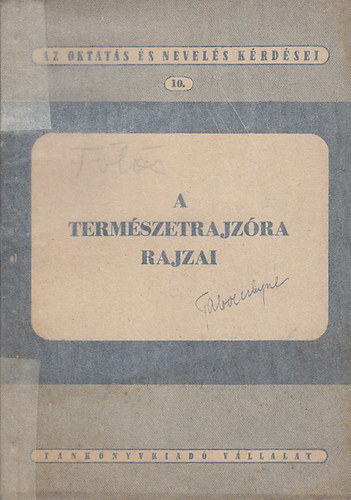 AZ OKTATÁS ÉS NEVELÉS KÉRDÉSEI
10.
A
TERMÉSZETRAJZÓRA
RAJZAI
TANKÖNYVKIADÓ VÁLLALAT